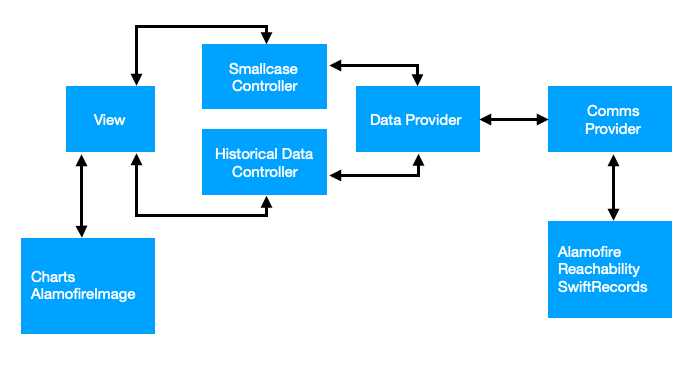 Smallcase
Controller
View
Data Provider
Comms
Provider
Historical Data
Controller
Charts
AlamofireImage
Alamofire
Reachability
SwiftRecords